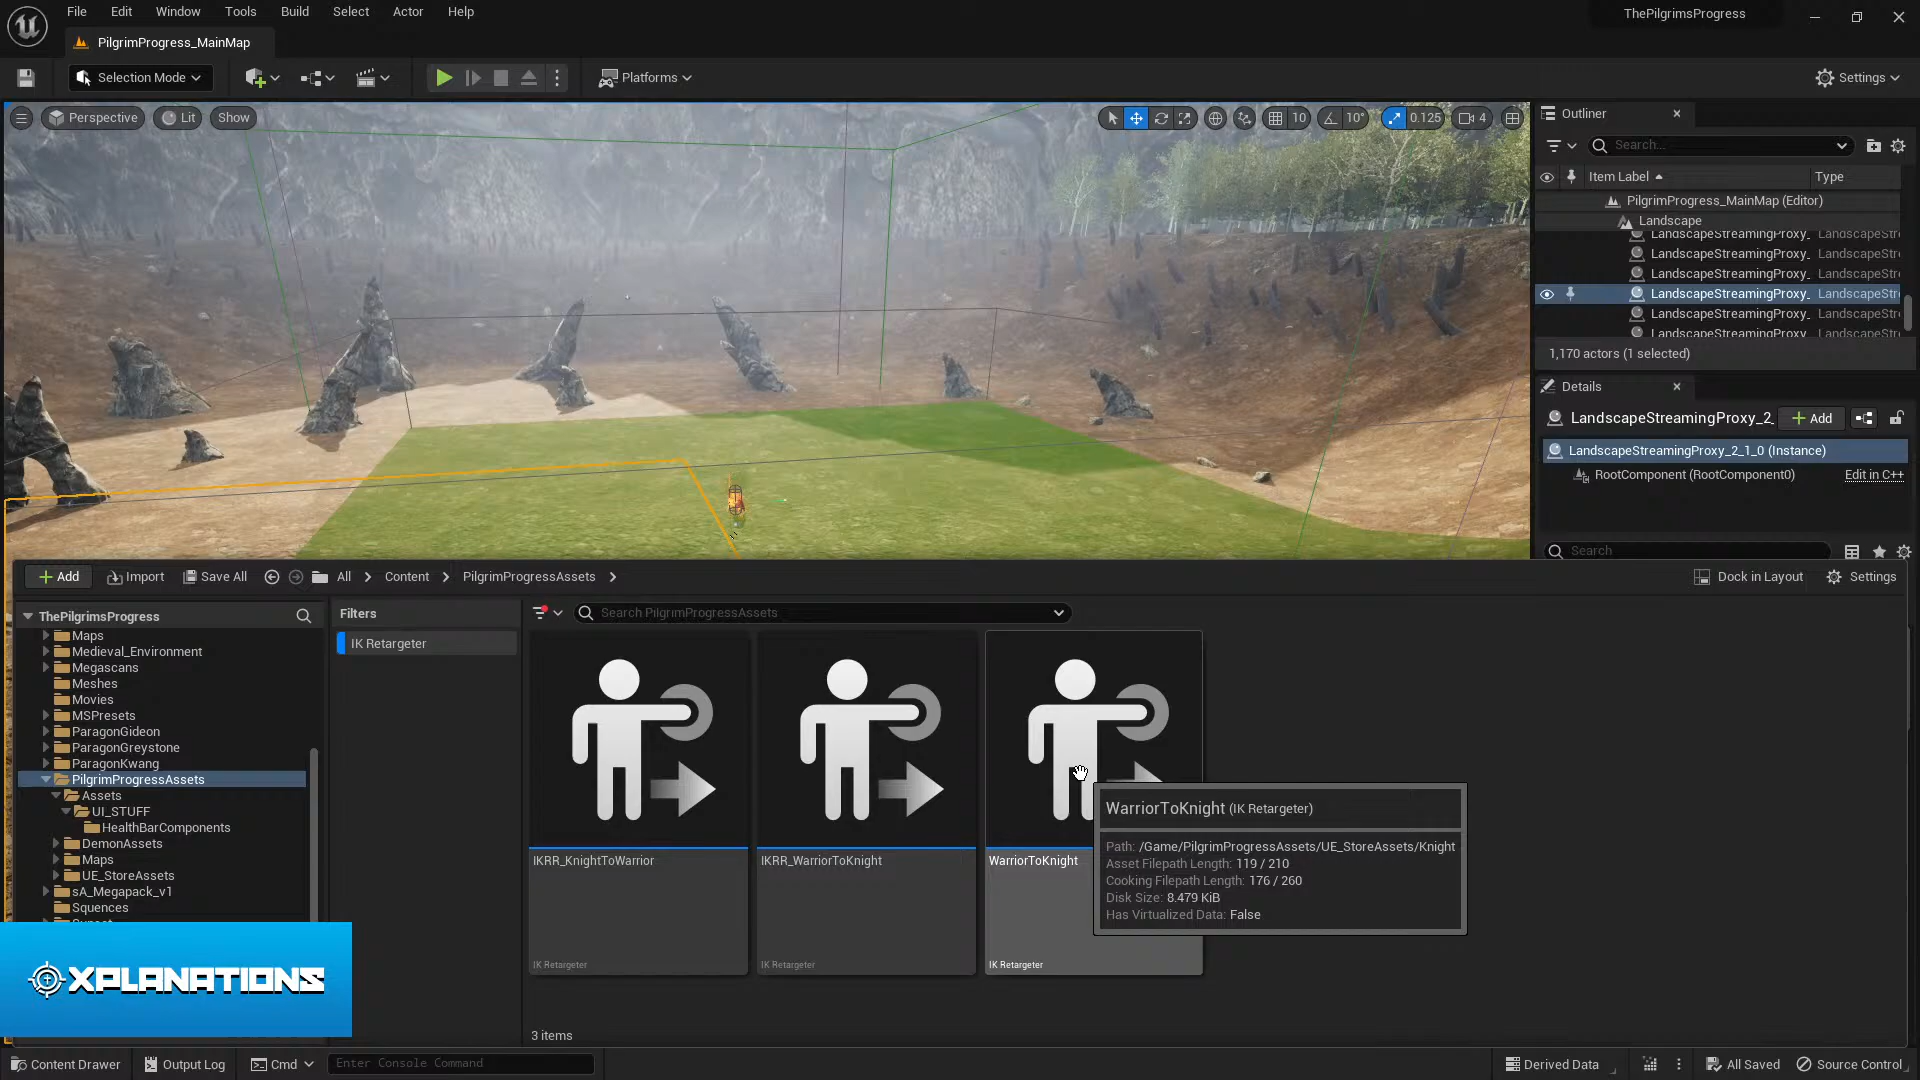 File Edit Window Tools Build Select Actor Help
ThePilgrimsProgress
PilgrimProgress_MainMap
Selection Mode
Platforms
Settings
Perspective
Lit
Show
10
10°
0.125
4
Outliner
Search...
Item Label
Type
PilgrimProgress_MainMap (Editor)
Landscape
LandscapeStreamingProxy_ LandscapeStr
LandscapeStreamingProxy_ LandscapeStr
LandscapeStreamingProxy_ LandscapeStr
LandscapeStreamingProxy_ LandscapeStr
LandscapeStreamingProxy_ LandscapeStr
LandscapeStreamingProxy_ LandscapeStr
1,170 actors (1 selected)
Details
LandscapeStreamingProxy_2_
Add
LandscapeStreamingProxy_2_1_0 (Instance)
RootComponent (RootComponent0)
Edit in C++
Search
Add
Import
Save All
All
Content
PilgrimProgressAssets
Dock in Layout
Settings
ThePilgrimsProgress
Maps
Medieval_Environment
Megascans
Meshes
Movies
MSPresets
ParagonGideon
ParagonGreystone
ParagonKwang
PilgrimProgressAssets
Assets
UI_STUFF
HealthBarComponents
DemonAssets
Maps
UE_StoreAssets
sA_Megapack_v1
Squences
Filters
IK Retargeter
Search PilgrimProgressAssets
IKRR_KnightToWarrior
IK Retargeter
IKRR_WarriorToKnight
IK Retargeter
WarriorToKnight
IK Retargeter
WarriorToKnight (IK Retargeter)
Path: /Game/PilgrimProgressAssets/UE_StoreAssets/Knight
Asset Filepath Length: 119 / 210
Cooking Filepath Length: 176 / 260
Disk Size: 8.479 KiB
Has Virtualized Data: False
3 items
XPLANATIONS
Content Drawer
Output Log
Cmd
Enter Console Command
Derived Data
All Saved
Source Control